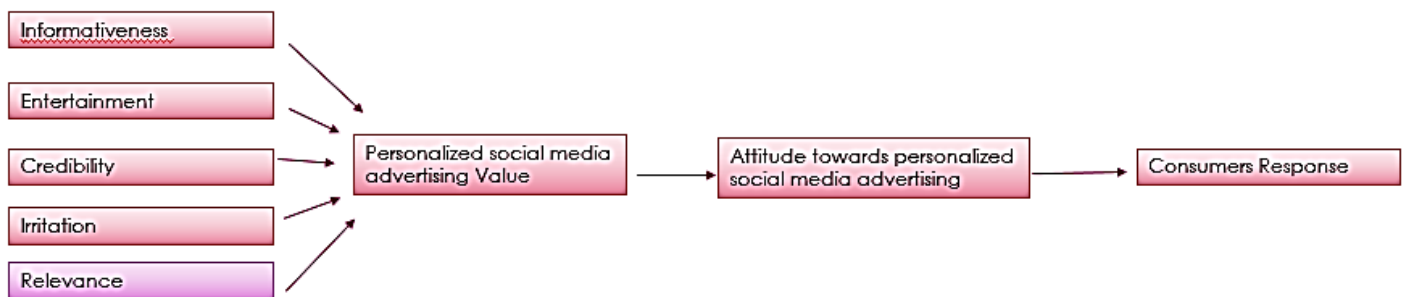 Informativeness
Entertainment
Credibility
Irritation
Relevance
Personalized social media
advertising Value
Attitude towards personalized
social media advertising
Consumers Response